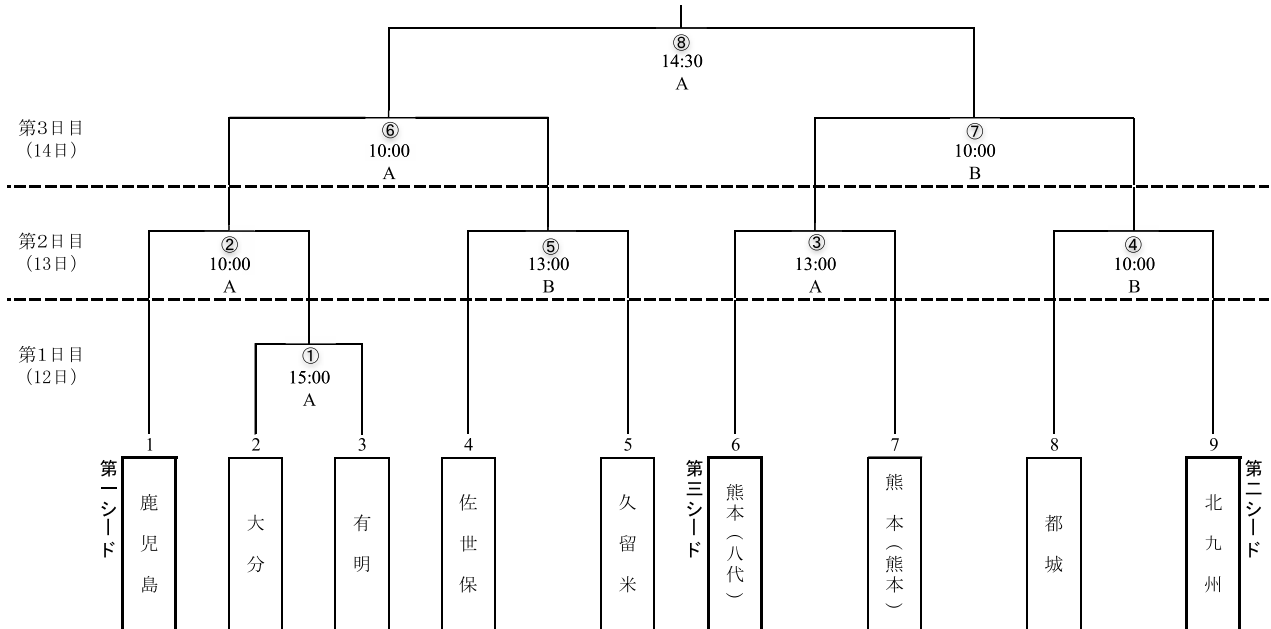 ⑧
14:30
A
第3日目
(14日)
⑥
10:00
A
⑦
10:00
B
第2日目
(13日)
②
10:00
A
⑤
13:00
B
③
13:00
A
④
10:00
B
第1日目
(12日)
①
15:00
A
1
2
3
4
5
6
7
8
9
第一シード
鹿児島
大分
有明
佐世保
久留米
第三シード
熊本(八代)
熊本(熊本)
都城
北九州
第二シード